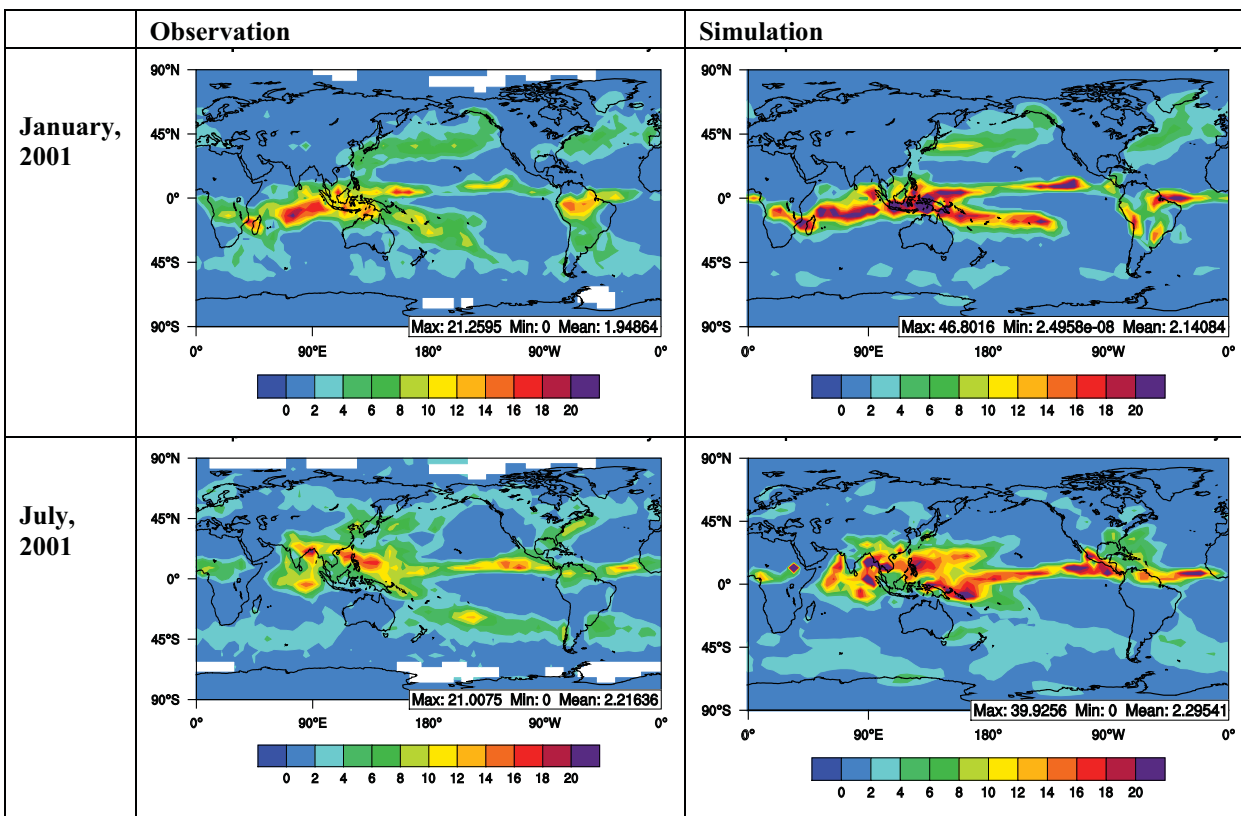 Observation
Simulation
January,
2001
90°N
45°N
0°
45°S
90°S
Max: 21.2595 Min: 0 Mean: 1.94864
0° 90°E 180° 90°W 0°
0 2 4 6 8 10 12 14 16 18 20
90°N
45°N
0°
45°S
90°S
Max: 46.8016 Min: 2.4958e-08 Mean: 2.14084
0° 90°E 180° 90°W 0°
0 2 4 6 8 10 12 14 16 18 20
July,
2001
90°N
45°N
0°
45°S
90°S
Max: 21.0075 Min: 0 Mean: 2.21636
0° 90°E 180° 90°W 0°
0 2 4 6 8 10 12 14 16 18 20
90°N
45°N
0°
45°S
90°S
Max: 39.9256 Min: 0 Mean: 2.29541
0° 90°E 180° 90°W 0°
0 2 4 6 8 10 12 14 16 18 20